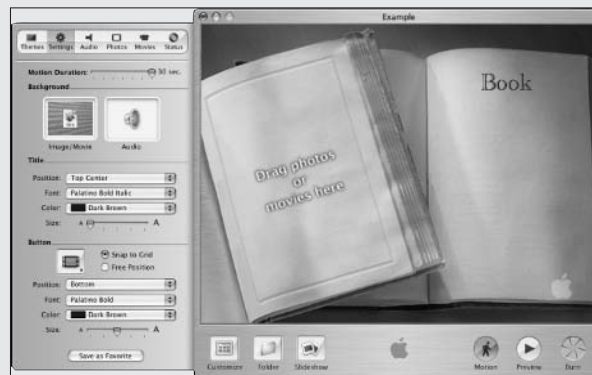 Example
Themes Settings Audio Photos Movies Status
Motion Duration: 30 sec.
Background
Image/Movie Audio
Title
Position: Top Center
Font: Palatino Bold Italic
Color: Dark Brown
Size: A A
Button
Snap to Grid
Free Position
Position: Bottom
Font: Palatino Bold
Color: Dark Brown
Size: A A
Save as Favorite
Drag photos
or
movies here
Book
Customize Folder Slideshow Motion Preview Burn